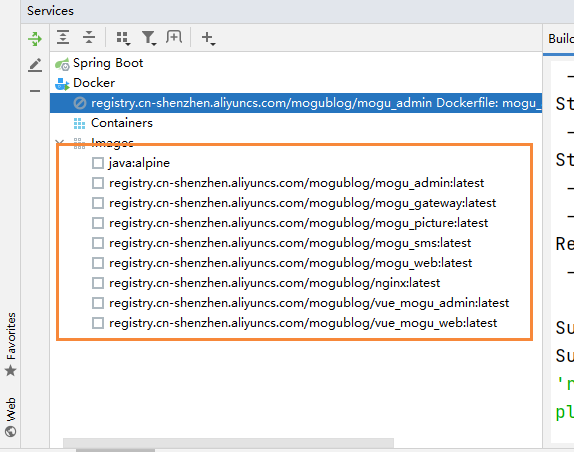 Services
Spring Boot
Docker
registry.cn-shenzhen.aliyuncs.com/mogublog/mogu_admin Dockerfile: mogu_
Containers
Images
java:alpine
registry.cn-shenzhen.aliyuncs.com/mogublog/mogu_admin:latest
registry.cn-shenzhen.aliyuncs.com/mogublog/mogu_gateway:latest
registry.cn-shenzhen.aliyuncs.com/mogublog/mogu_picture:latest
registry.cn-shenzhen.aliyuncs.com/mogublog/mogu_sms:latest
registry.cn-shenzhen.aliyuncs.com/mogublog/mogu_web:latest
registry.cn-shenzhen.aliyuncs.com/mogublog/nginx:latest
registry.cn-shenzhen.aliyuncs.com/mogublog/vue_mogu_admin:latest
registry.cn-shenzhen.aliyuncs.com/mogublog/vue_mogu_web:latest
Favorites
Web
Build
St
St
Re
Su
Su
'r
pl